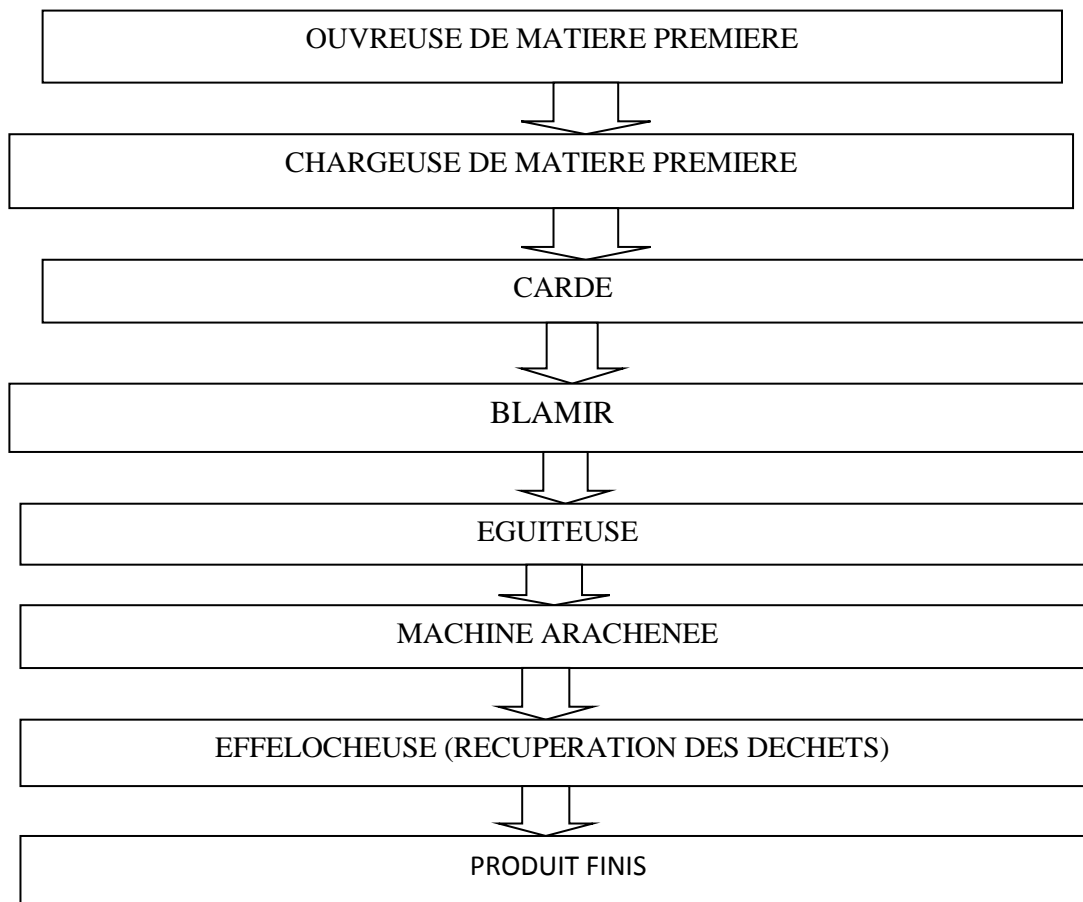 OUVREUSE DE MATIERE PREMIERE
CHARGEUSE DE MATIERE PREMIERE
CARDE
BLAMIR
EGUITEUSE
MACHINE ARACHENEE
EFFELOCHEUSE (RECUPERATION DES DECHETS)
PRODUIT FINIS